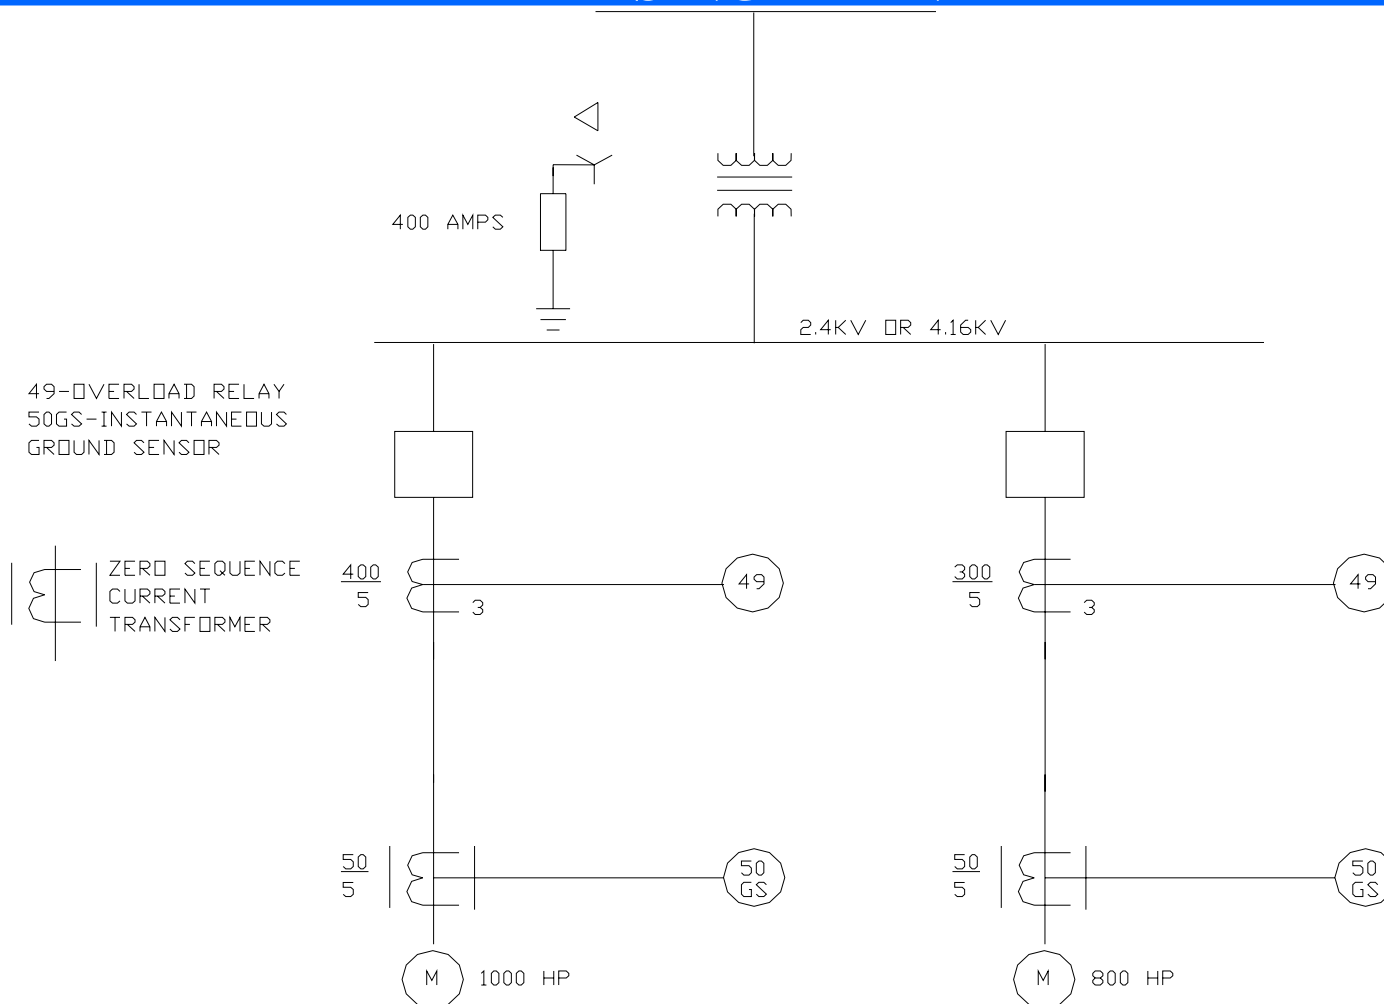 400 AMPS
2.4KV OR 4.16KV
49-OVERLOAD RELAY
50GS-INSTANTANEOUS
GROUND SENSOR
ZERO SEQUENCE
CURRENT
TRANSFORMER
400
5
3
49
300
5
3
49
50
5
50
GS
50
5
50
GS
M
1000 HP
M
800 HP